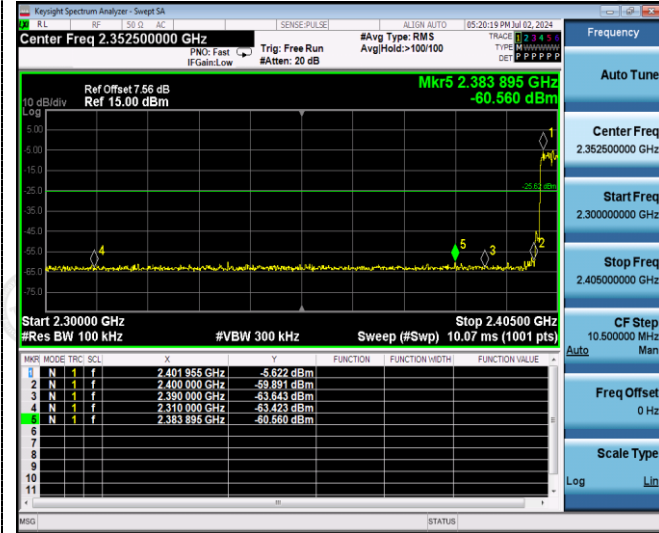 Keysight Spectrum Analyzer - Swept SA
RL RF 50 Ω AC SENSE:PULSE ALIGN AUTO 05:20:19 PM Jul 02, 2024
Center Freq 2.352500000 GHz
PNO: Fast
IFGain:Low
Trig: Free Run
#Atten: 20 dB
#Avg Type: RMS
Avg|Hold:>100/100
TRACE 1 2 3 4 5 6
TYPE M WWWWW
DET P P P P P P
Ref Offset 7.56 dB
Ref 15.00 dBm
10 dB/div
Log
Mkr5 2.383 895 GHz
-60.560 dBm
5.00
-5.00
-15.0
-25.0
-35.0
-45.0
-55.0
-65.0
-75.0
1
-25.62 dBm
4
5
3
2
Start 2.30000 GHz Stop 2.40500 GHz
#Res BW 100 kHz #VBW 300 kHz Sweep (#Swp) 10.07 ms (1001 pts)
MKR MODE TRC SCL X Y FUNCTION FUNCTION WIDTH FUNCTION VALUE
1 N 1 f 2.401 955 GHz -5.622 dBm
2 N 1 f 2.400 000 GHz -59.891 dBm
3 N 1 f 2.390 000 GHz -63.643 dBm
4 N 1 f 2.310 000 GHz -63.423 dBm
5 N 1 f 2.383 895 GHz -60.560 dBm
6
7
8
9
10
11
MSG STATUS
Frequency
Auto Tune
Center Freq
2.352500000 GHz
Start Freq
2.300000000 GHz
Stop Freq
2.405000000 GHz
CF Step
10.500000 MHz
Auto Man
Freq Offset
0 Hz
Scale Type
Log Lin